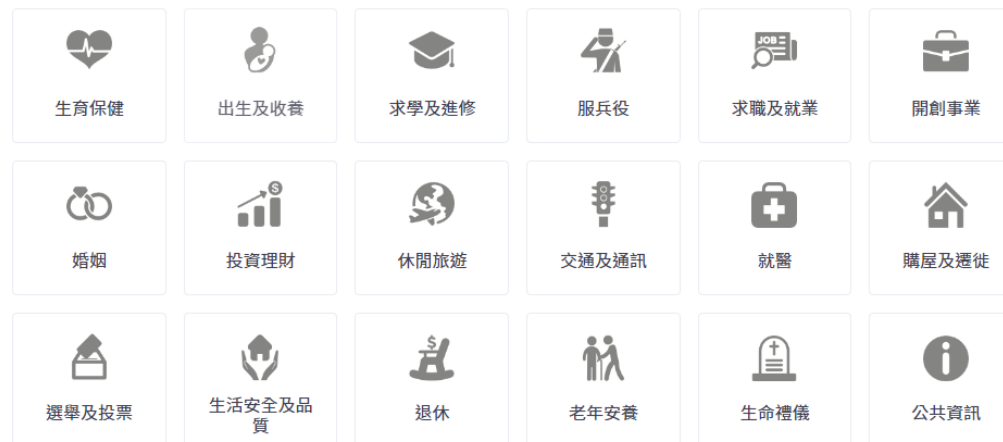 JOB
生育保健
出生及收養
求學及進修
服兵役
求職及就業
開創事業
$
婚姻
投資理財
休閒旅遊
交通及通訊
就醫
購屋及遷徙
$
選舉及投票
生活安全及品
質
退休
老年安養
生命禮儀
公共資訊